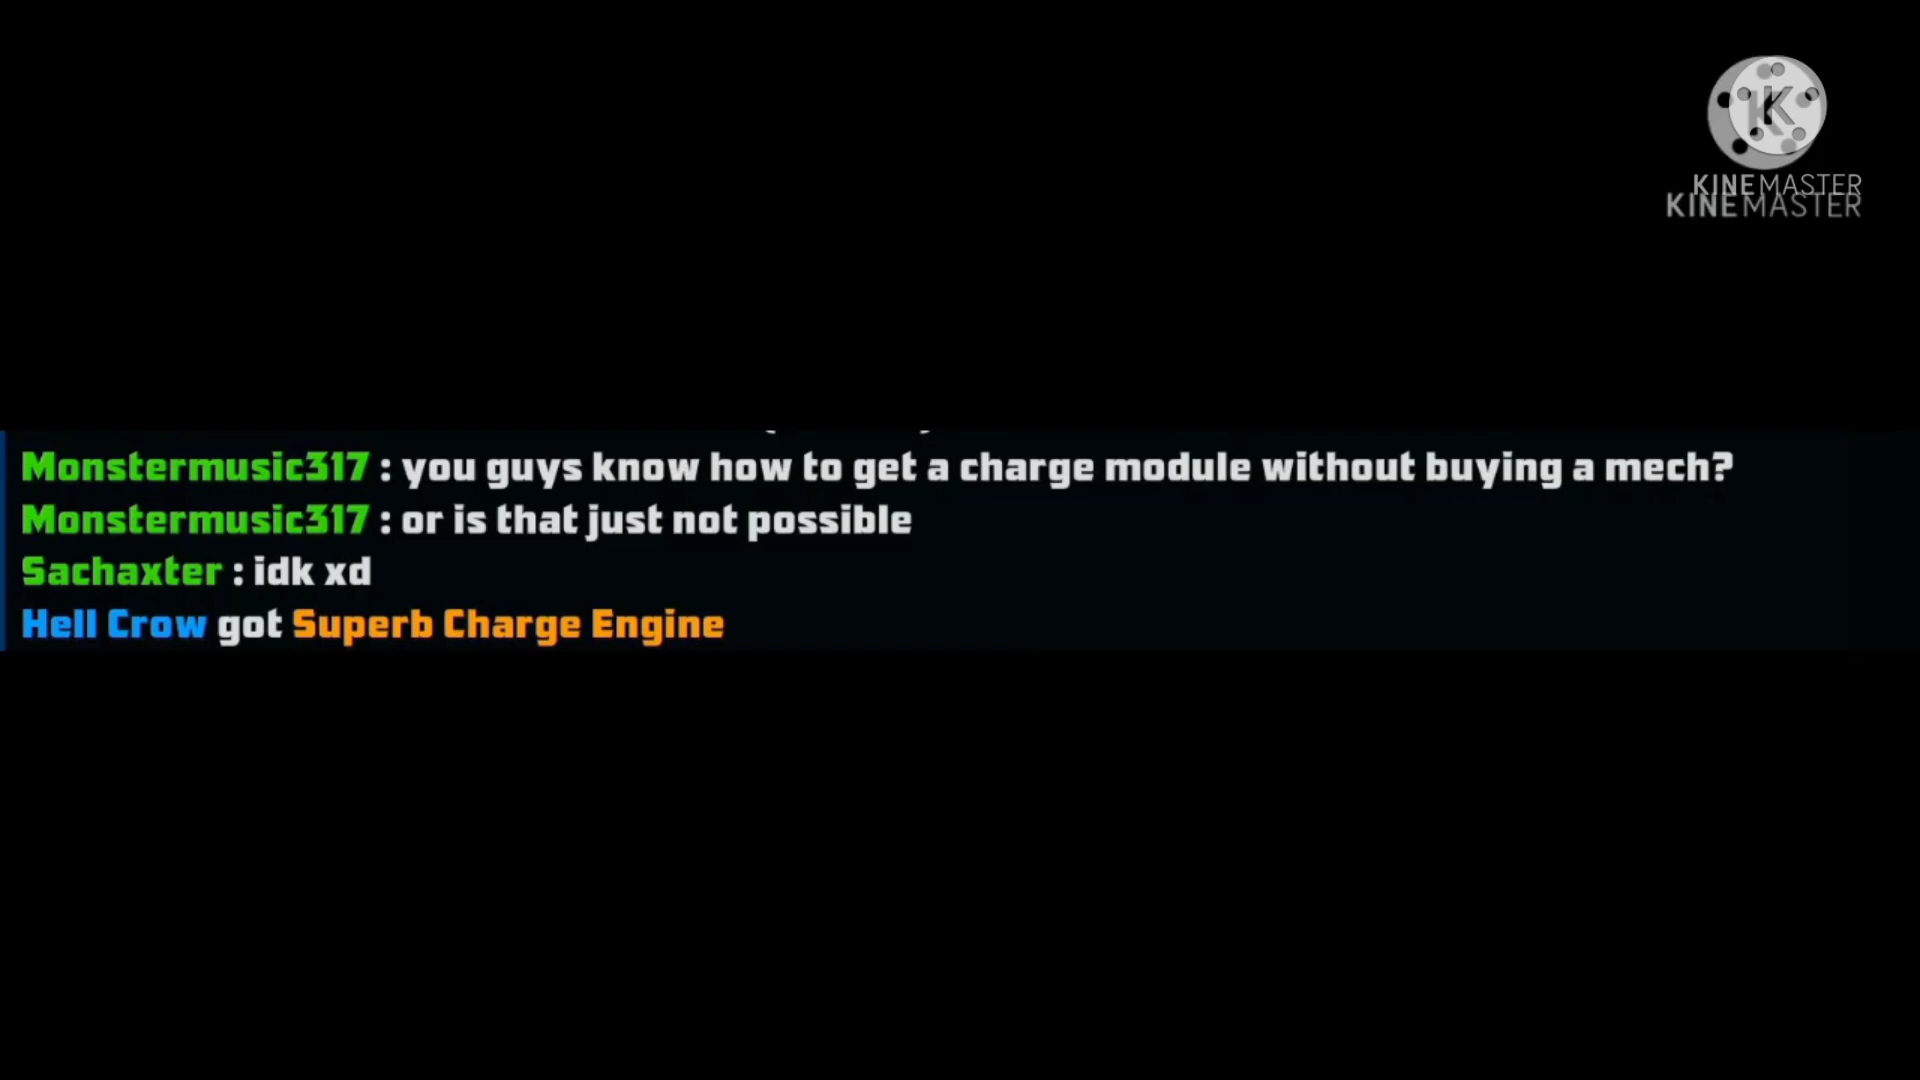 K
KINEMASTER
KINEMASTER
Monstermusic317 : you guys know how to get a charge module without buying a mech?
Monstermusic317 : or is that just not possible
Sachaxter : idk xd
Hell Crow got Superb Charge Engine